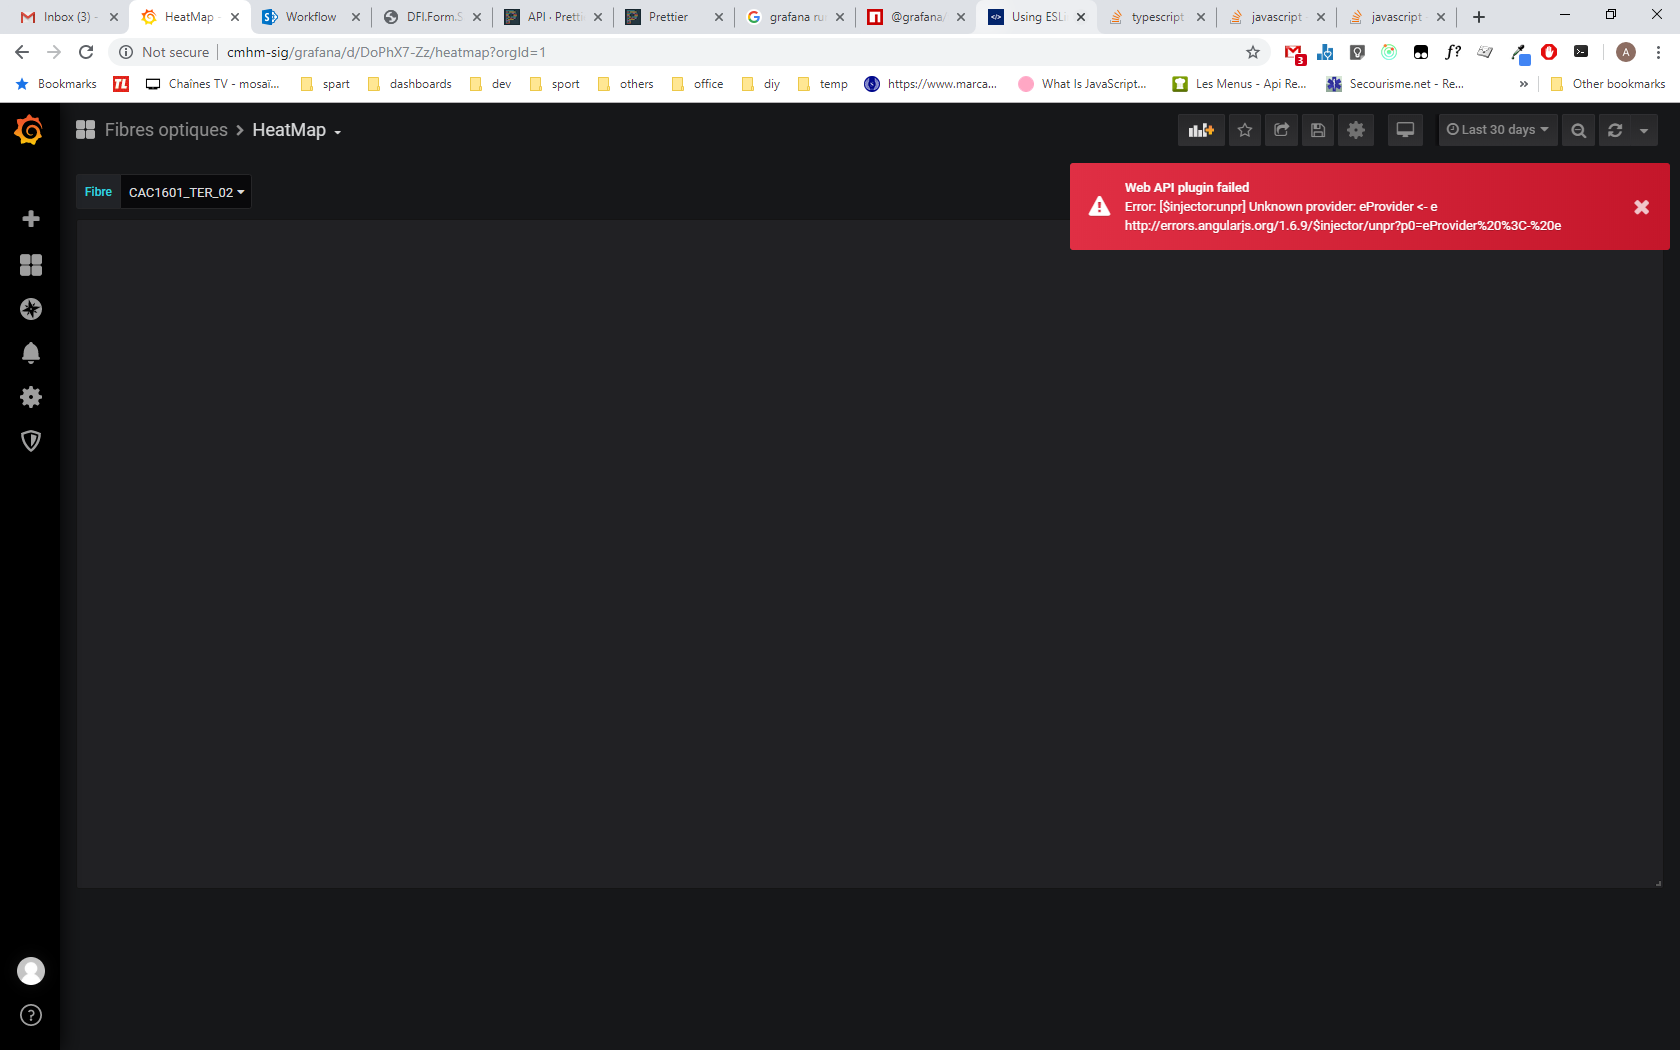 Inbox (3) -
HeatMap -
Workflow
DFI.Form.S
API · Pretti
Prettier
grafana ru
@grafana/
Using ESLi
typescript
javascript
javascript
Not secure
cmhm-sig/grafana/d/DoPhX7-Zz/heatmap?orgId=1
3
f?
A
Bookmarks
Chaînes TV - mosaï...
spart
dashboards
dev
sport
others
office
diy
temp
https://www.marca...
What Is JavaScript...
Les Menus - Api Re...
Secourisme.net - Re...
»
Other bookmarks
Fibres optiques > HeatMap
Last 30 days
Fibre
CAC1601_TER_02
Web API plugin failed
Error: [$injector:unpr] Unknown provider: eProvider <- e
http://errors.angularjs.org/1.6.9/$injector/unpr?p0=eProvider%20%3C-%20e